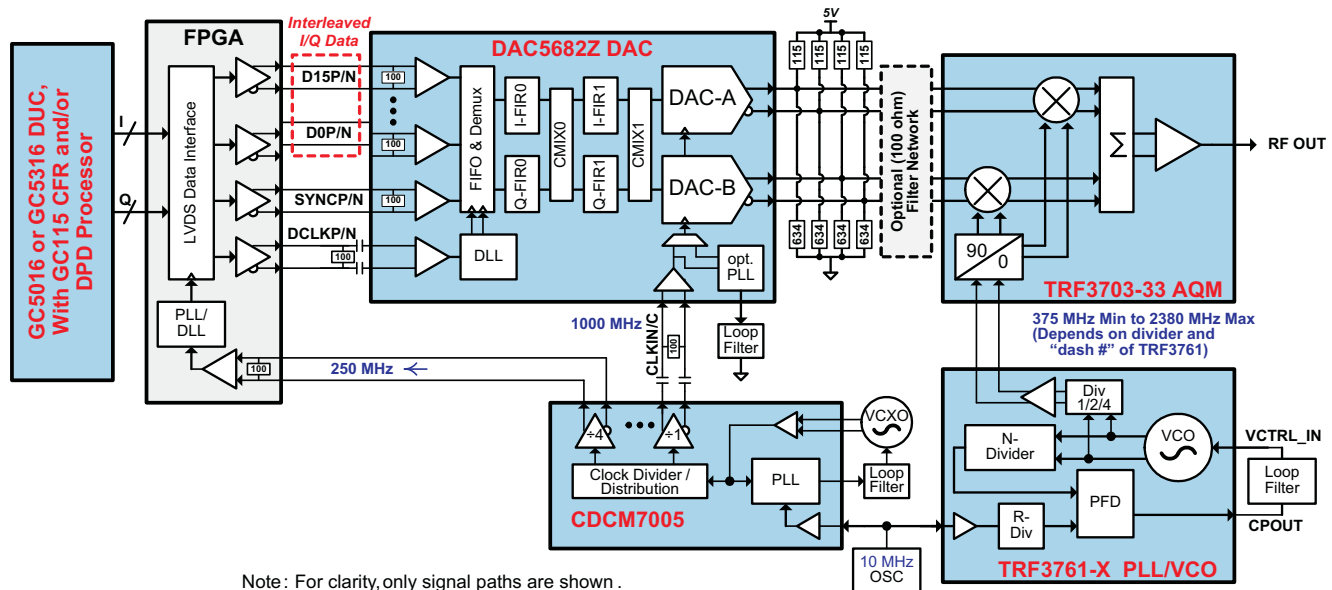 GC5016 or GC5316 DUC,
With GC115 CFR and/or
DPD Processor
I
Q
FPGA
LVDS Data Interface
PLL/
DLL
100
250 MHz
Interleaved
I/Q Data
D15P/N
D0P/N
SYNCP/N
DCLKP/N
100
100
100
100
DAC5682Z DAC
FIFO & Demux
I-FIR0
Q-FIR0
CMIX0
I-FIR1
Q-FIR1
CMIX1
DAC-A
DAC-B
DLL
opt.
PLL
Loop
Filter
1000 MHz
CLKIN/C
100
5V
115
115
115
115
634
634
634
634
Optional (100 ohm)
Filter Network
Σ
RF OUT
90
0
TRF3703-33 AQM
375 MHz Min to 2380 MHz Max
(Depends on divider and
"dash #" of TRF3761)
÷4
÷1
VCXO
Clock Divider /
Distribution
PLL
Loop
Filter
CDCM7005
10 MHz
OSC
Div
1/2/4
N-
Divider
VCO
VCTRL_IN
Loop
Filter
CPOUT
PFD
R-
Div
TRF3761-X PLL/VCO
Note: For clarity, only signal paths are shown .